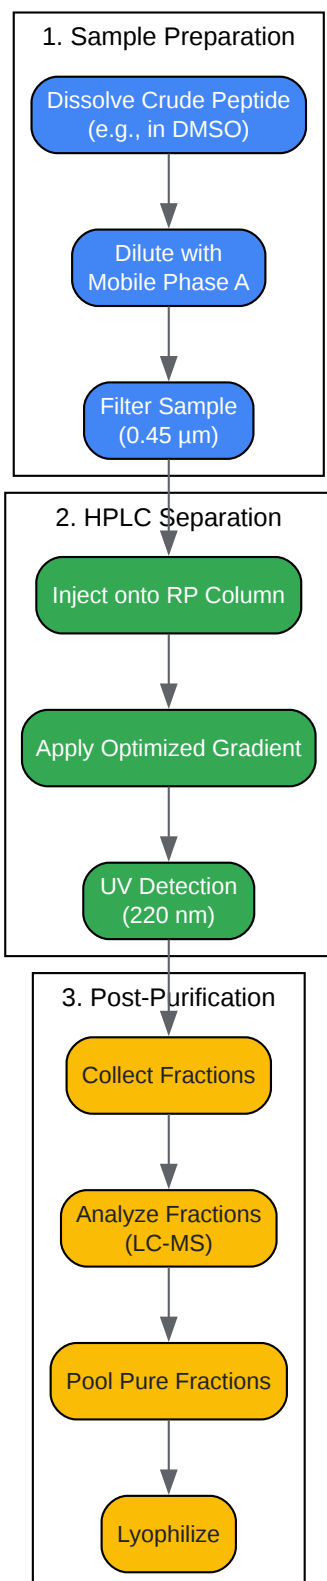 1. Sample Preparation
Dissolve Crude Peptide
(e.g., in DMSO)
Dilute with
Mobile Phase A
Filter Sample
(0.45 µm)
2. HPLC Separation
Inject onto RP Column
Apply Optimized Gradient
UV Detection
(220 nm)
3. Post-Purification
Collect Fractions
Analyze Fractions
(LC-MS)
Pool Pure Fractions
Lyophilize